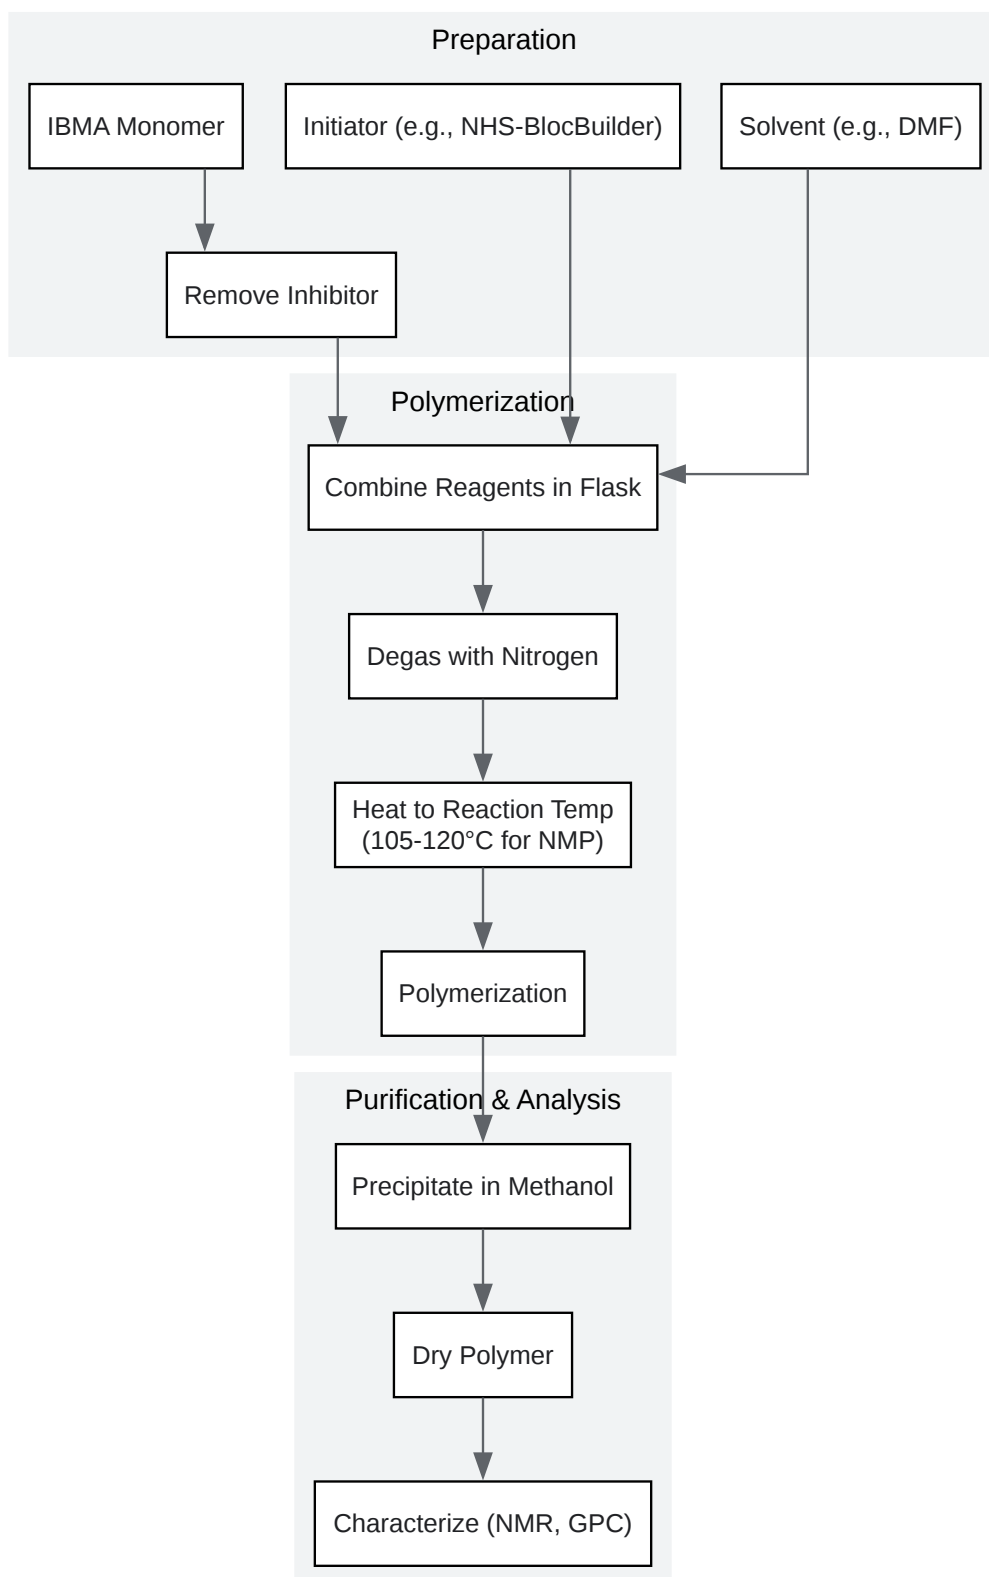 Preparation
IBMA Monomer
Initiator (e.g., NHS-BlocBuilder)
Solvent (e.g., DMF)
Remove Inhibitor
Polymerization
Combine Reagents in Flask
Degas with Nitrogen
Heat to Reaction Temp
(105-120°C for NMP)
Polymerization
Purification & Analysis
Precipitate in Methanol
Dry Polymer
Characterize (NMR, GPC)